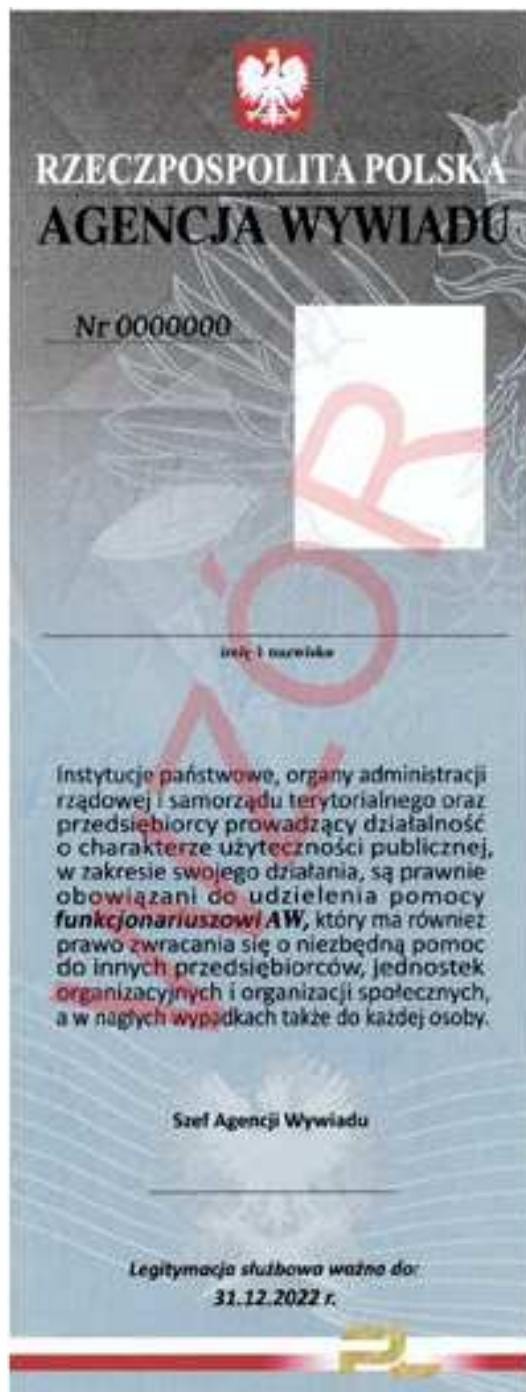 RZECZPOSPOLITA POLSKA
AGENCJA WYWIADU
Nr 0000000
WZÓR
imię i nazwisko
Instytucje państwowe, organy administracji
rządowej i samorządu terytorialnego oraz
przedsiębiorcy prowadzący działalność
o charakterze użyteczności publicznej,
w zakresie swojego działania, są prawnie
obowiązani do udzielenia pomocy
funkcjonariuszowi AW, który ma również
prawo zwracania się o niezbędną pomoc
do innych przedsiębiorców, jednostek
organizacyjnych i organizacji społecznych,
a w nagłych wypadkach także do każdej osoby.
Szef Agencji Wywiadu
Legitymacja służbowa ważna do:
31.12.2022 r.
PL